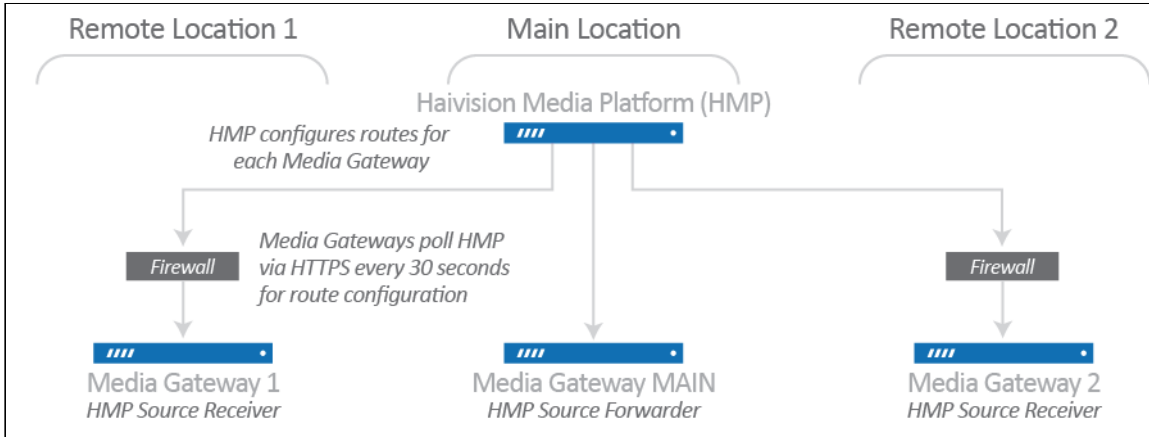 Remote Location 1
Main Location
Remote Location 2
Haivision Media Platform (HMP)
HMP configures routes for
each Media Gateway
Media Gateways poll HMP
via HTTPS every 30 seconds
for route configuration
Firewall
Firewall
Media Gateway 1
HMP Source Receiver
Media Gateway MAIN
HMP Source Forwarder
Media Gateway 2
HMP Source Receiver